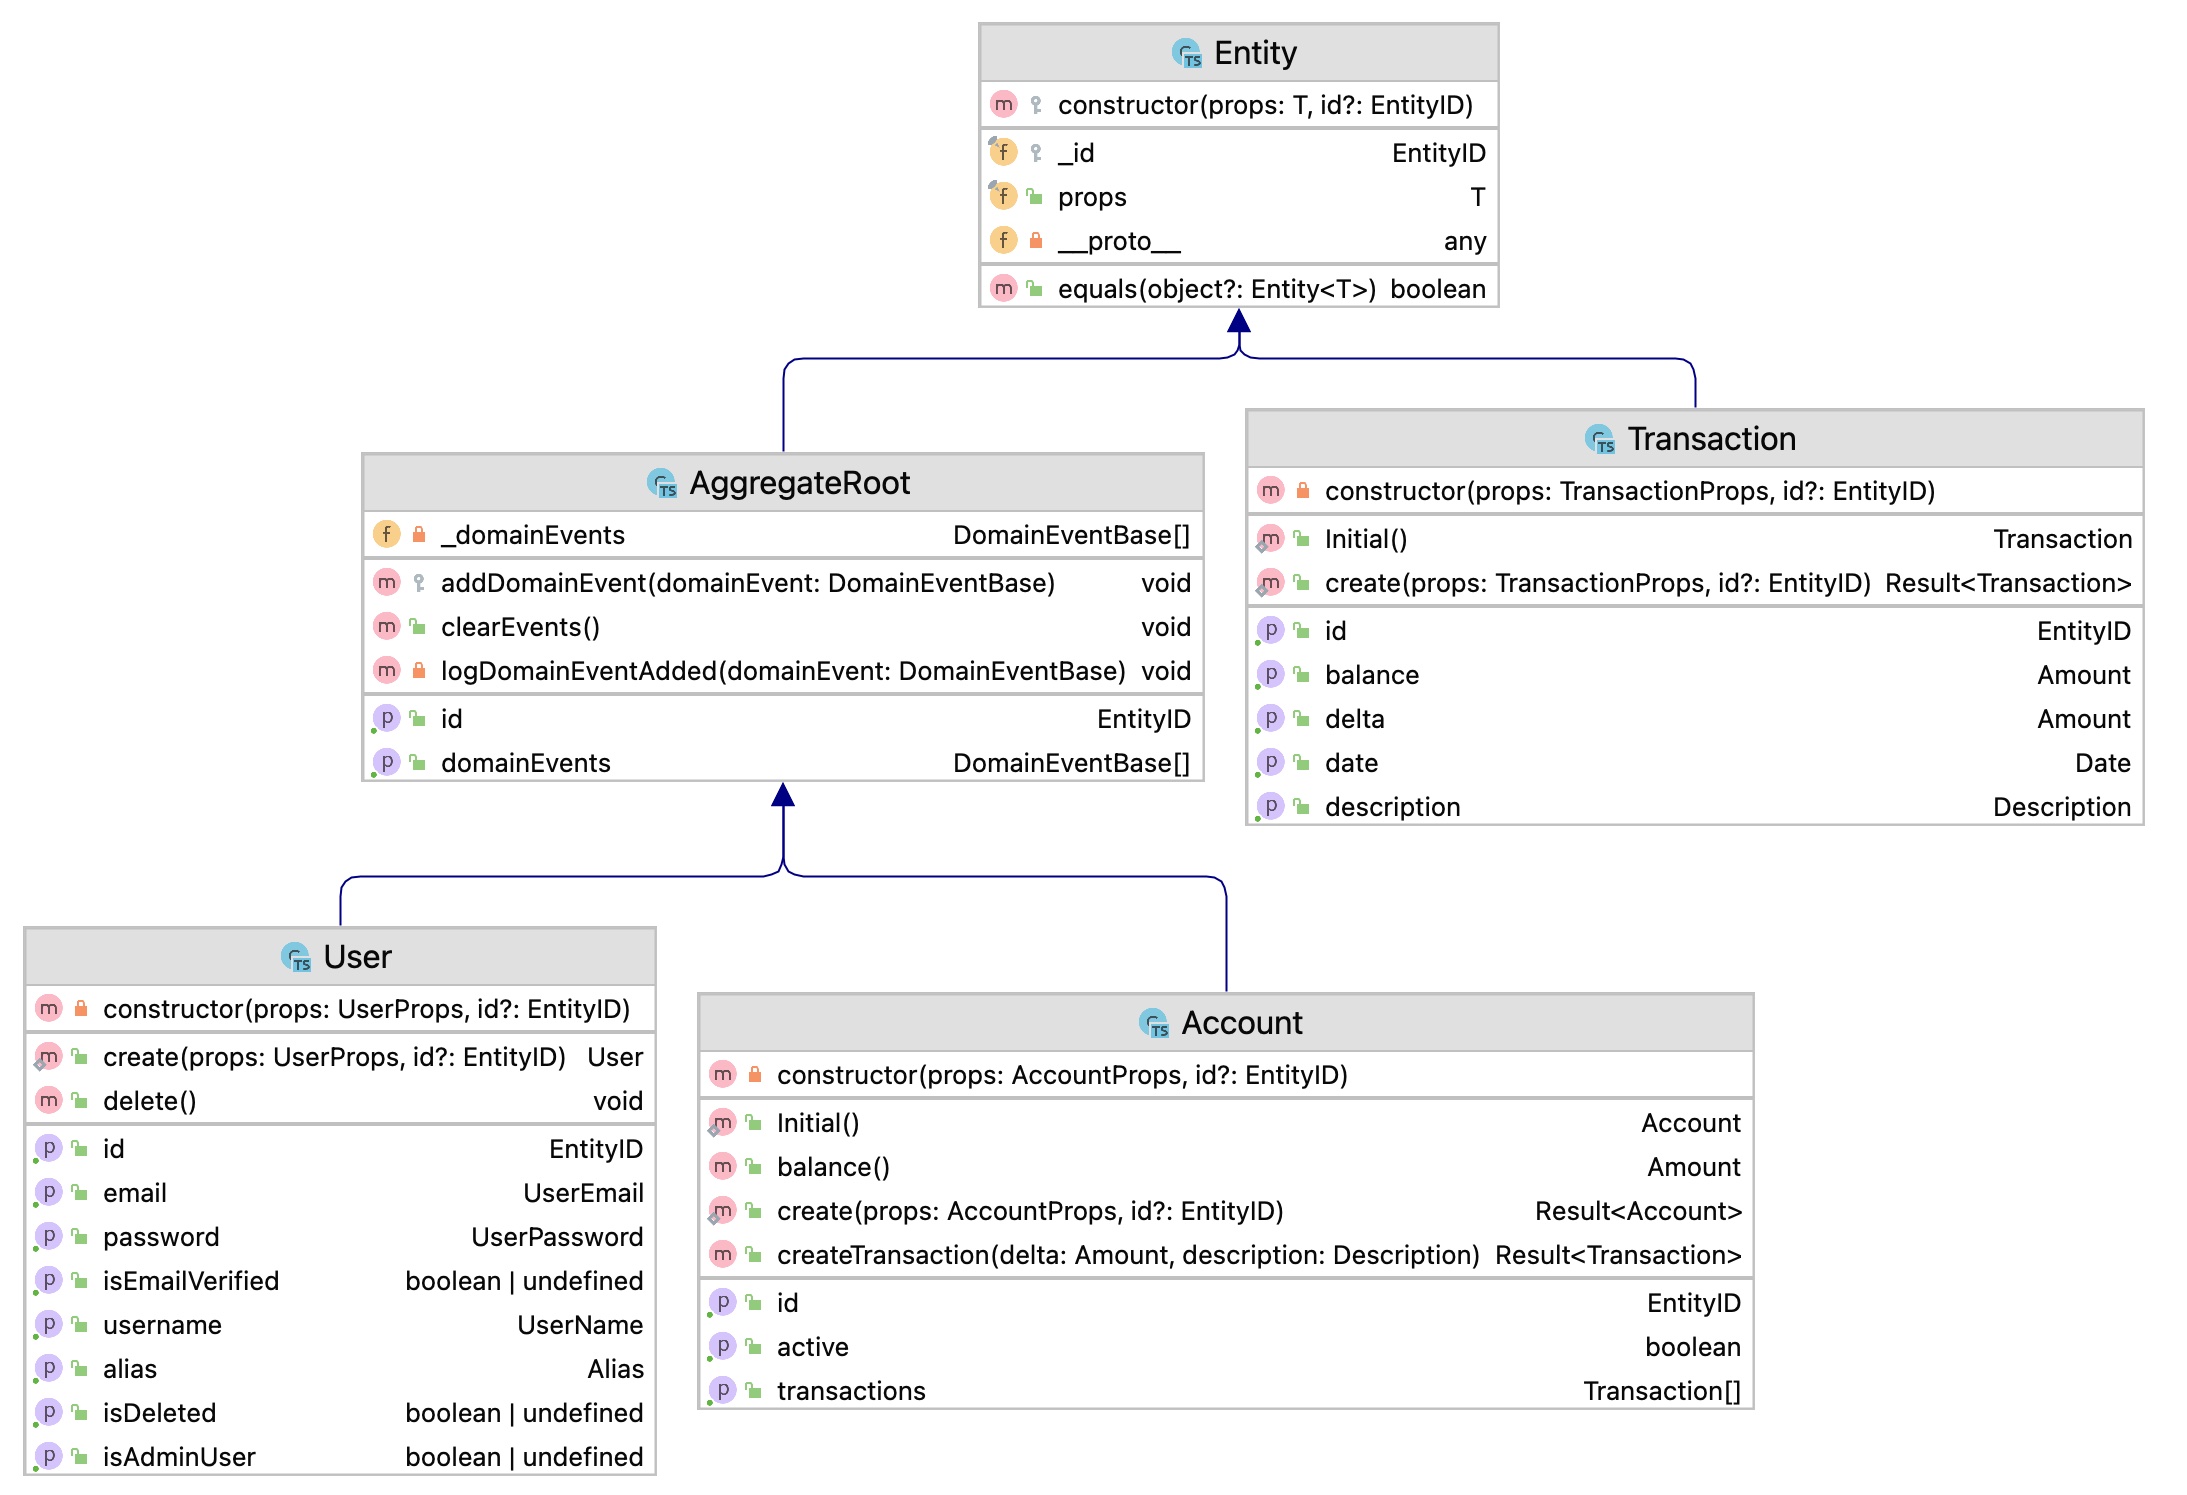 Entity
constructor(props: T, id?: EntityID)
_id EntityID
props T
__proto__ any
equals(object?: Entity<T>) boolean
AggregateRoot
_domainEvents DomainEventBase[]
addDomainEvent(domainEvent: DomainEventBase) void
clearEvents() void
logDomainEventAdded(domainEvent: DomainEventBase) void
id EntityID
domainEvents DomainEventBase[]
Transaction
constructor(props: TransactionProps, id?: EntityID)
Initial() Transaction
create(props: TransactionProps, id?: EntityID) Result<Transaction>
id EntityID
balance Amount
delta Amount
date Date
description Description
User
constructor(props: UserProps, id?: EntityID)
create(props: UserProps, id?: EntityID) User
delete() void
id EntityID
email UserEmail
password UserPassword
isEmailVerified boolean | undefined
username UserName
alias Alias
isDeleted boolean | undefined
isAdminUser boolean | undefined
Account
constructor(props: AccountProps, id?: EntityID)
Initial() Account
balance() Amount
create(props: AccountProps, id?: EntityID) Result<Account>
createTransaction(delta: Amount, description: Description) Result<Transaction>
id EntityID
active boolean
transactions Transaction[]